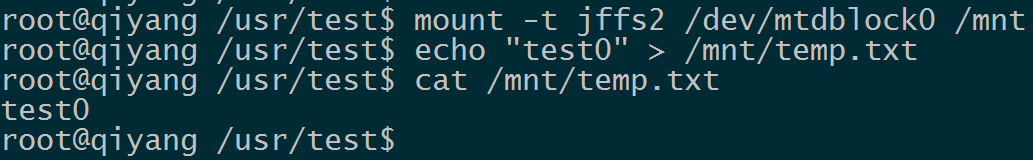 root@qiyang /usr/test$ mount -t jffs2 /dev/mtdblock0 /mnt
root@qiyang /usr/test$ echo "test0" > /mnt/temp.txt
root@qiyang /usr/test$ cat /mnt/temp.txt
test0
root@qiyang /usr/test$